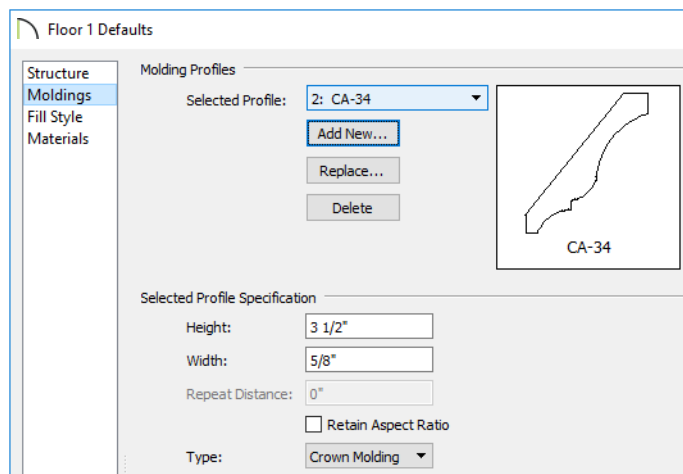 Floor 1 Defaults
Structure
Moldings
Fill Style
Materials
Molding Profiles
Selected Profile: 2: CA-34
Add New...
Replace...
Delete
CA-34
Selected Profile Specification
Height: 3 1/2"
Width: 5/8"
Repeat Distance: 0"
Retain Aspect Ratio
Type: Crown Molding